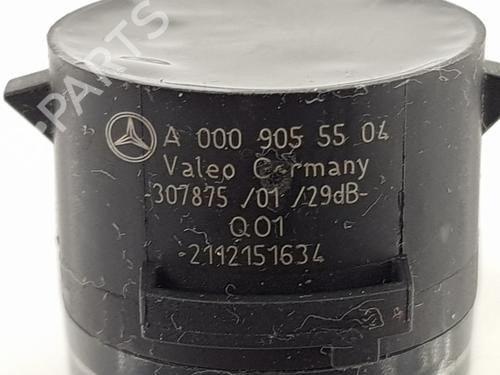 PARTS
A 000 905 55 04
Valeo Germany
-307875 /01 /29dB-
Q01
-2112151634